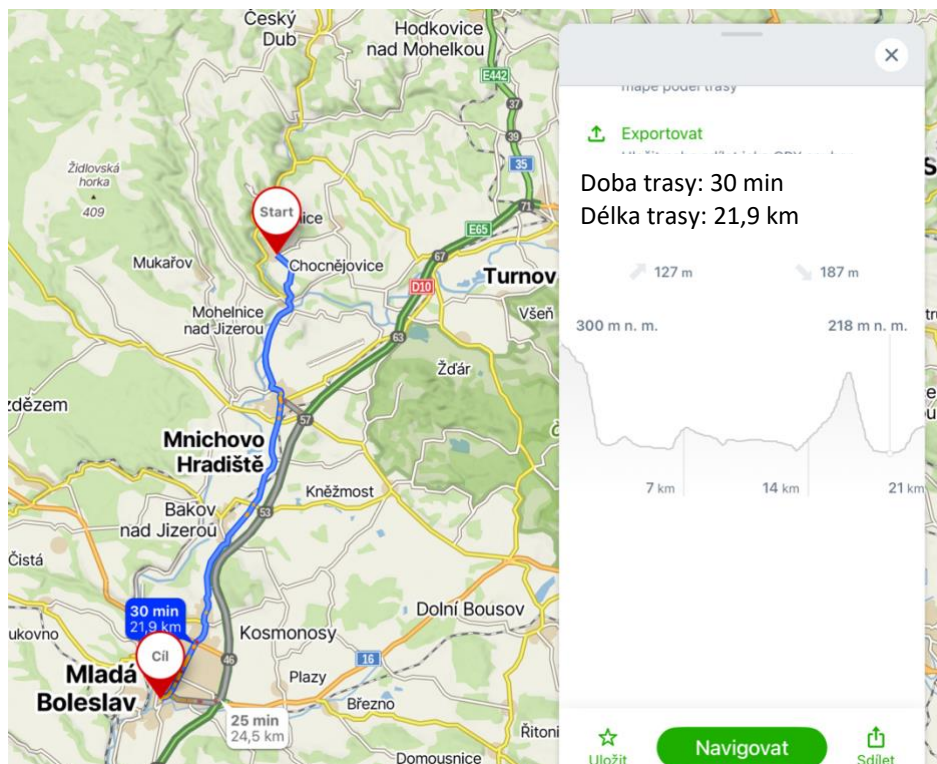 Český
Dub
Hodkovice
nad Mohelkou
E442
37
39
35
Židlovská
horka
409
Start
71
E65
Mukařov
Chocnějovice
67
Turnov
D10
Mohelnice
nad Jizerou
Všeň
63
Žďár
57
Mnichovo
Hradiště
Kněžmost
53
Bakov
nad Jizerou
Čistá
30 min
21,9 km
Dolní Bousov
Kosmonosy
Cíl
46
16
Mladá
Boleslav
Plazy
Březno
25 min
24,5 km
Domousnice
mapě podél trasy
Exportovat
Doba trasy: 30 min
Délka trasy: 21,9 km
127 m
187 m
300 m n. m.
218 m n. m.
7 km
14 km
21 km
Uložit
Navigovat
Sdílet